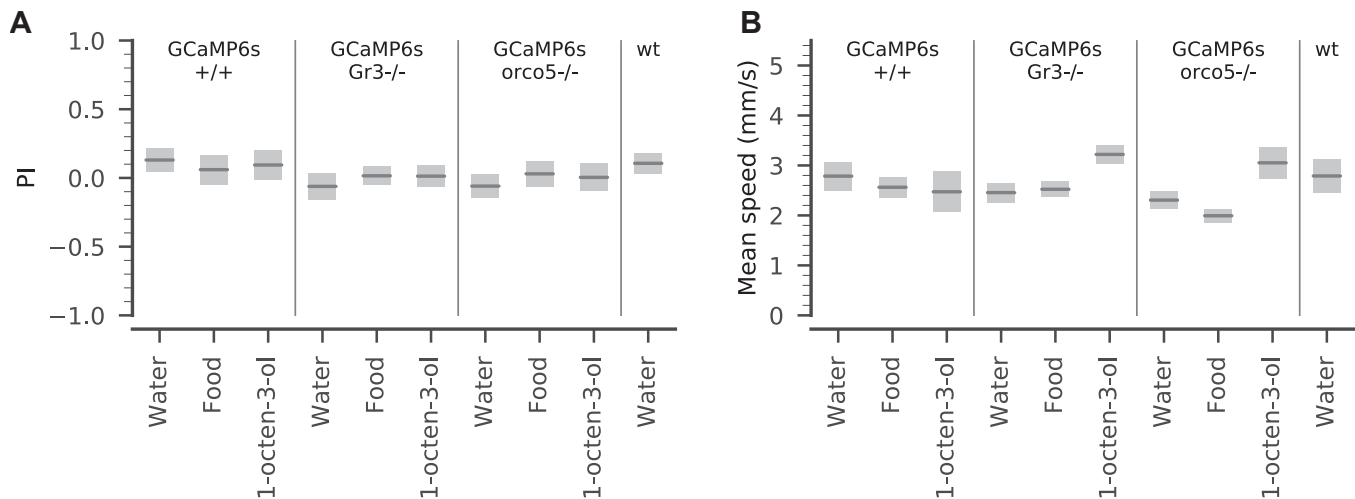 A
B
GCaMP6s
+/+
GCaMP6s
Gr3-/-
GCaMP6s
orco5-/-
wt
PI
1.0
0.5
0.0
−0.5
−1.0
Water
Food
1-octen-3-ol
Water
Food
1-octen-3-ol
Water
Food
1-octen-3-ol
Water
GCaMP6s
+/+
GCaMP6s
Gr3-/-
GCaMP6s
orco5-/-
wt
Mean speed (mm/s)
5
4
3
2
1
0
Water
Food
1-octen-3-ol
Water
Food
1-octen-3-ol
Water
Food
1-octen-3-ol
Water